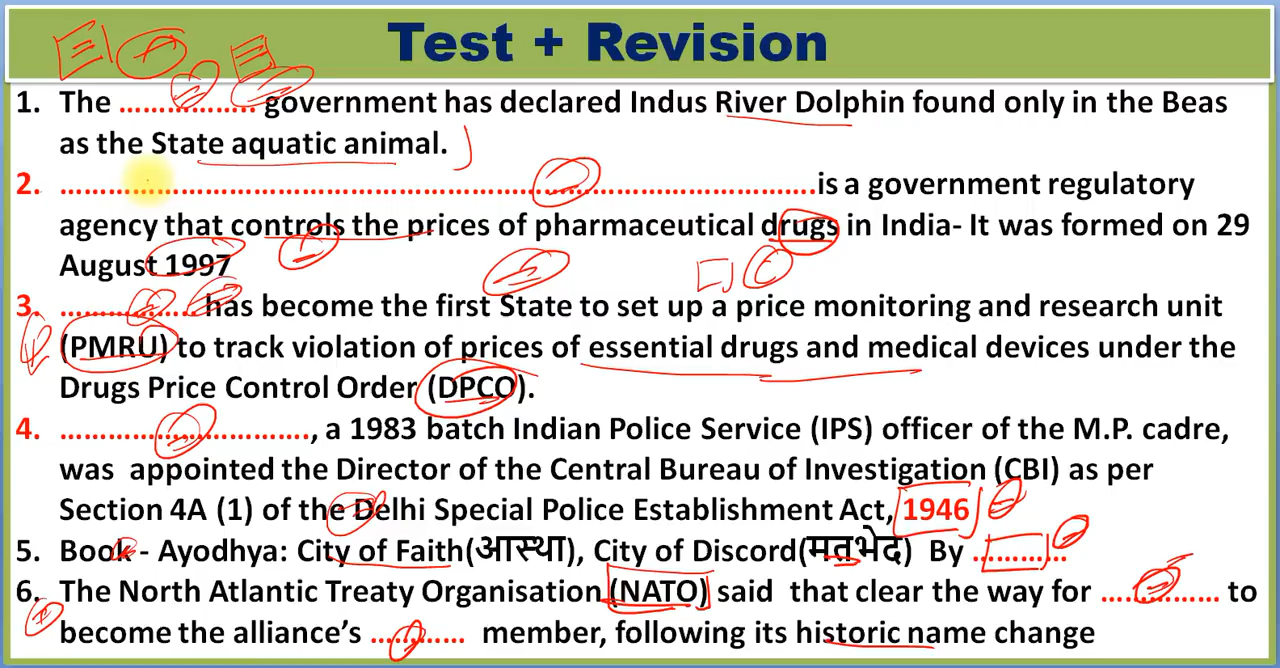 Test + Revision
1. The ................. government has declared Indus River Dolphin found only in the Beas
as the State aquatic animal.
2. ............................................................................is a government regulatory
agency that controls the prices of pharmaceutical drugs in India- It was formed on 29
August 1997
3. .................. has become the first State to set up a price monitoring and research unit
(PMRU) to track violation of prices of essential drugs and medical devices under the
Drugs Price Control Order (DPCO).
4. ..............................., a 1983 batch Indian Police Service (IPS) officer of the M.P. cadre,
was appointed the Director of the Central Bureau of Investigation (CBI) as per
Section 4A (1) of the Delhi Special Police Establishment Act, 1946
5. Book - Ayodhya: City of Faith(आस्था), City of Discord(मतभेद) By ............
6. The North Atlantic Treaty Organisation (NATO) said that clear the way for ............... to
become the alliance's ............ member, following its historic name change